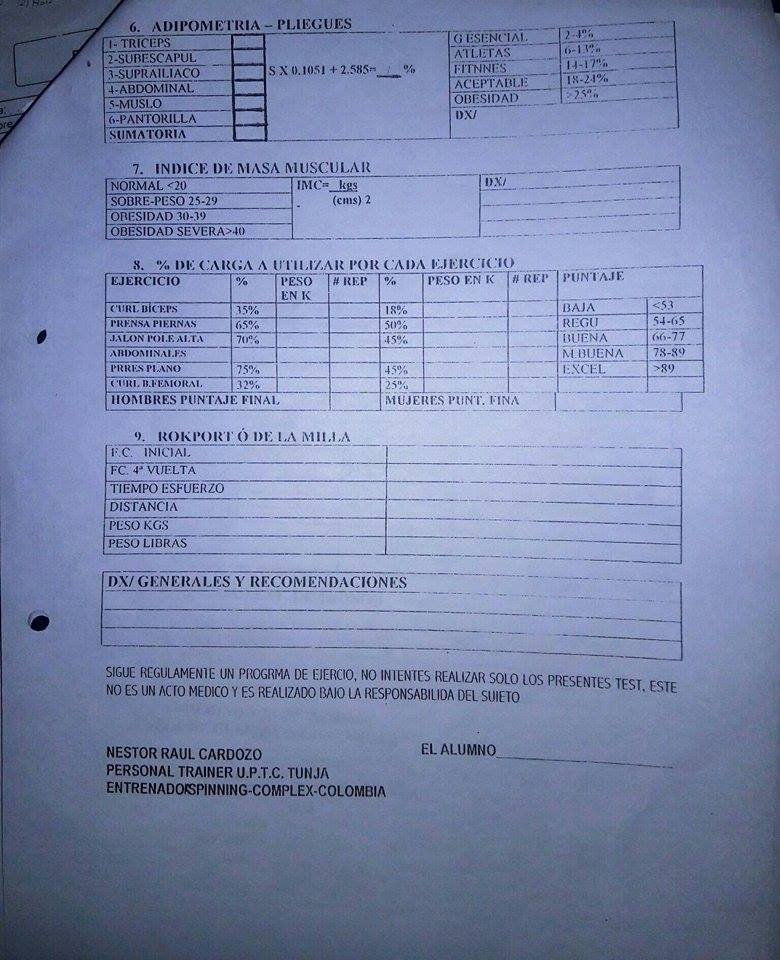 6. ADIPOMETRIA – PLIEGUES
1- TRICEPS
2-SUBESCAPUL
3-SUPRAILIACO
4-ABDOMINAL
5-MUSLO
6-PANTORILLA
SUMATORIA
S X 0.1051 + 2.585=__/__ %
G ESENCIAL 2-4%
ATLETAS 6-13%
FITNNES 14-17%
ACEPTABLE 18-24%
OBESIDAD >25%
DX/
7. INDICE DE MASA MUSCULAR
NORMAL <20
SOBRE-PESO 25-29
OBESIDAD 30-39
OBESIDAD SEVERA>40
IMC= kgs
(cms) 2
DX/
8. % DE CARGA A UTILIZAR POR CADA EJERCICIO
EJERCICIO % PESO EN K # REP % PESO EN K # REP PUNTAJE
CURL BÍCEPS 35% 18% BAJA <53
PRENSA PIERNAS 65% 50% REGU 54-65
JALON POLE ALTA 70% 45% BUENA 66-77
ABDOMINALES M.BUENA 78-89
PRRES PLANO 75% 45% EXCEL >89
CURL B.FEMORAL 32% 25%
HOMBRES PUNTAJE FINAL MUJERES PUNT. FINA
9. ROKPORT Ó DE LA MILLA
F.C. INICIAL
FC. 4ª VUELTA
TIEMPO ESFUERZO
DISTANCIA
PESO KGS
PESO LIBRAS
DX/ GENERALES Y RECOMENDACIONES
SIGUE REGULAMENTE UN PROGRMA DE EJERCIO, NO INTENTES REALIZAR SOLO LOS PRESENTES TEST, ESTE
NO ES UN ACTO MEDICO Y ES REALIZADO BAJO LA RESPONSABILIDA DEL SUJETO
NESTOR RAUL CARDOZO
PERSONAL TRAINER U.P.T.C. TUNJA
ENTRENADOR SPINNING-COMPLEX-COLOMBIA
EL ALUMNO